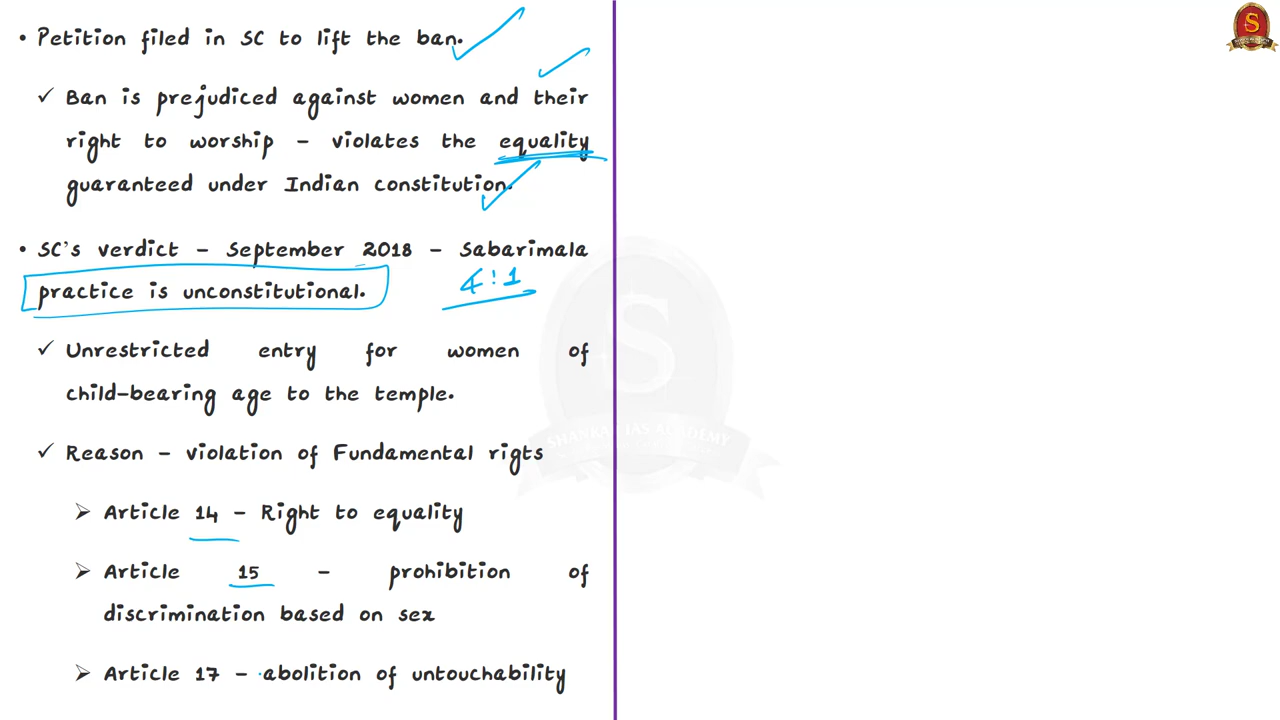 • Petition filed in SC to lift the ban.
✓ Ban is prejudiced against women and their
right to worship – violates the equality
guaranteed under Indian constitution.
• SC's verdict – September 2018 – Sabarimala
practice is unconstitutional.
4:1
✓ Unrestricted entry for women of
child-bearing age to the temple.
✓ Reason – violation of Fundamental rigts
➢ Article 14 – Right to equality
➢ Article 15 – prohibition of
discrimination based on sex
➢ Article 17 – abolition of untouchability
S
SHANKAR IAS ACADEMY
S